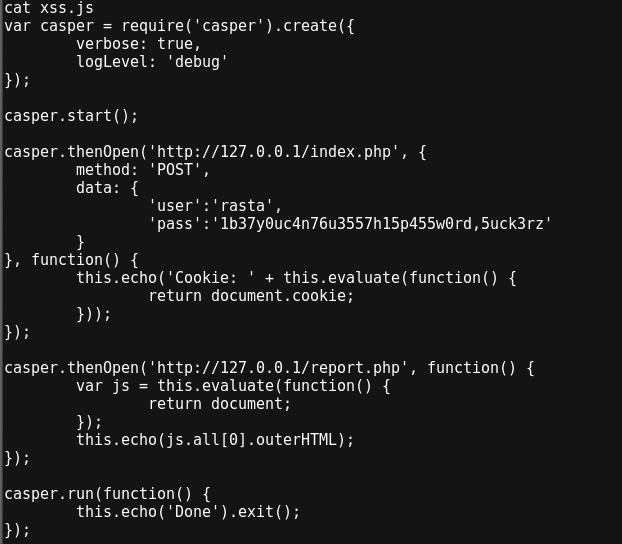 cat xss.js
var casper = require('casper').create({
        verbose: true,
        logLevel: 'debug'
});

casper.start();

casper.thenOpen('http://127.0.0.1/index.php', {
        method: 'POST',
        data: {
                'user':'rasta',
                'pass':'1b37y0uc4n76u3557h15p455w0rd,5uck3rz'
        }
}, function() {
        this.echo('Cookie: ' + this.evaluate(function() {
                return document.cookie;
        }));
});

casper.thenOpen('http://127.0.0.1/report.php', function() {
        var js = this.evaluate(function() {
                return document;
        });
        this.echo(js.all[0].outerHTML);
});

casper.run(function() {
        this.echo('Done').exit();
});